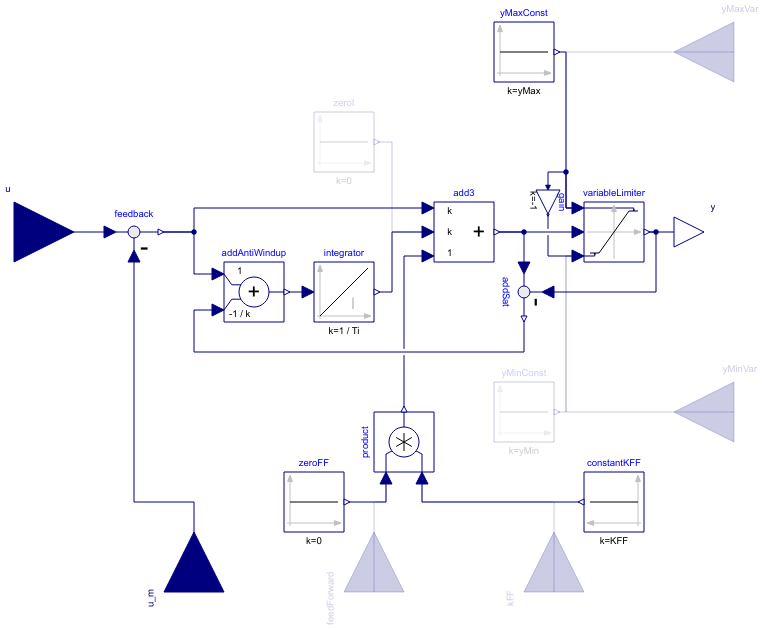 yMaxConst
yMaxVar
k=yMax
zeroI
k=0
u
feedback
add3
k
k
1
+
k=-1
gain
variableLimiter
y
addAntiWindup
1
+
-1 / k
integrator
I
k=1 / Ti
addSat
-
-
yMinConst
k=yMin
yMinVar
product
zeroFF
k=0
constantKFF
k=KFF
u_m
feedForward
kFF